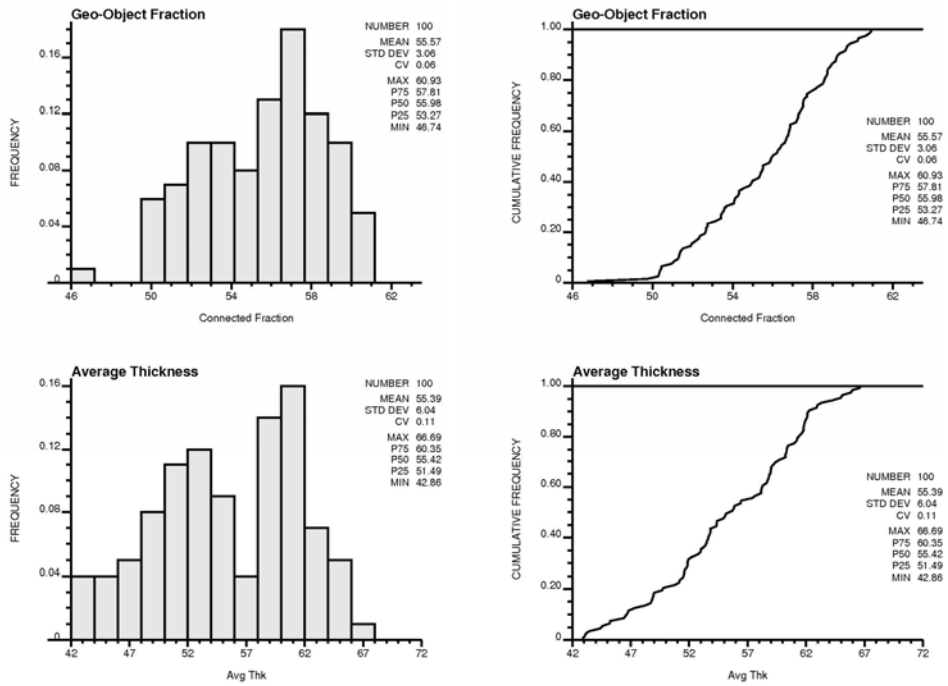 Geo-Object Fraction
NUMBER 100
MEAN 55.57
STD DEV 3.06
CV 0.06
MAX 60.93
P75 57.81
P50 55.98
P25 53.27
MIN 46.74
FREQUENCY
0.16
0.12
0.08
0.04
0
46 50 54 58 62
Connected Fraction
Geo-Object Fraction
1.00
0.80
0.60
0.40
0.20
0
CUMULATIVE FREQUENCY
NUMBER 100
MEAN 55.57
STD DEV 3.06
CV 0.06
MAX 60.93
P75 57.81
P50 55.98
P25 53.27
MIN 46.74
46 50 54 58 62
Connected Fraction
Average Thickness
NUMBER 100
MEAN 55.39
STD DEV 6.04
CV 0.11
MAX 66.69
P75 60.35
P50 55.42
P25 51.49
MIN 42.86
FREQUENCY
0.16
0.12
0.08
0.04
0
42 47 52 57 62 67 72
Avg Thk
Average Thickness
1.00
0.80
0.60
0.40
0.20
0
CUMULATIVE FREQUENCY
NUMBER 100
MEAN 55.39
STD DEV 6.04
CV 0.11
MAX 66.69
P75 60.35
P50 55.42
P25 51.49
MIN 42.86
42 47 52 57 62 67 72
Avg Thk